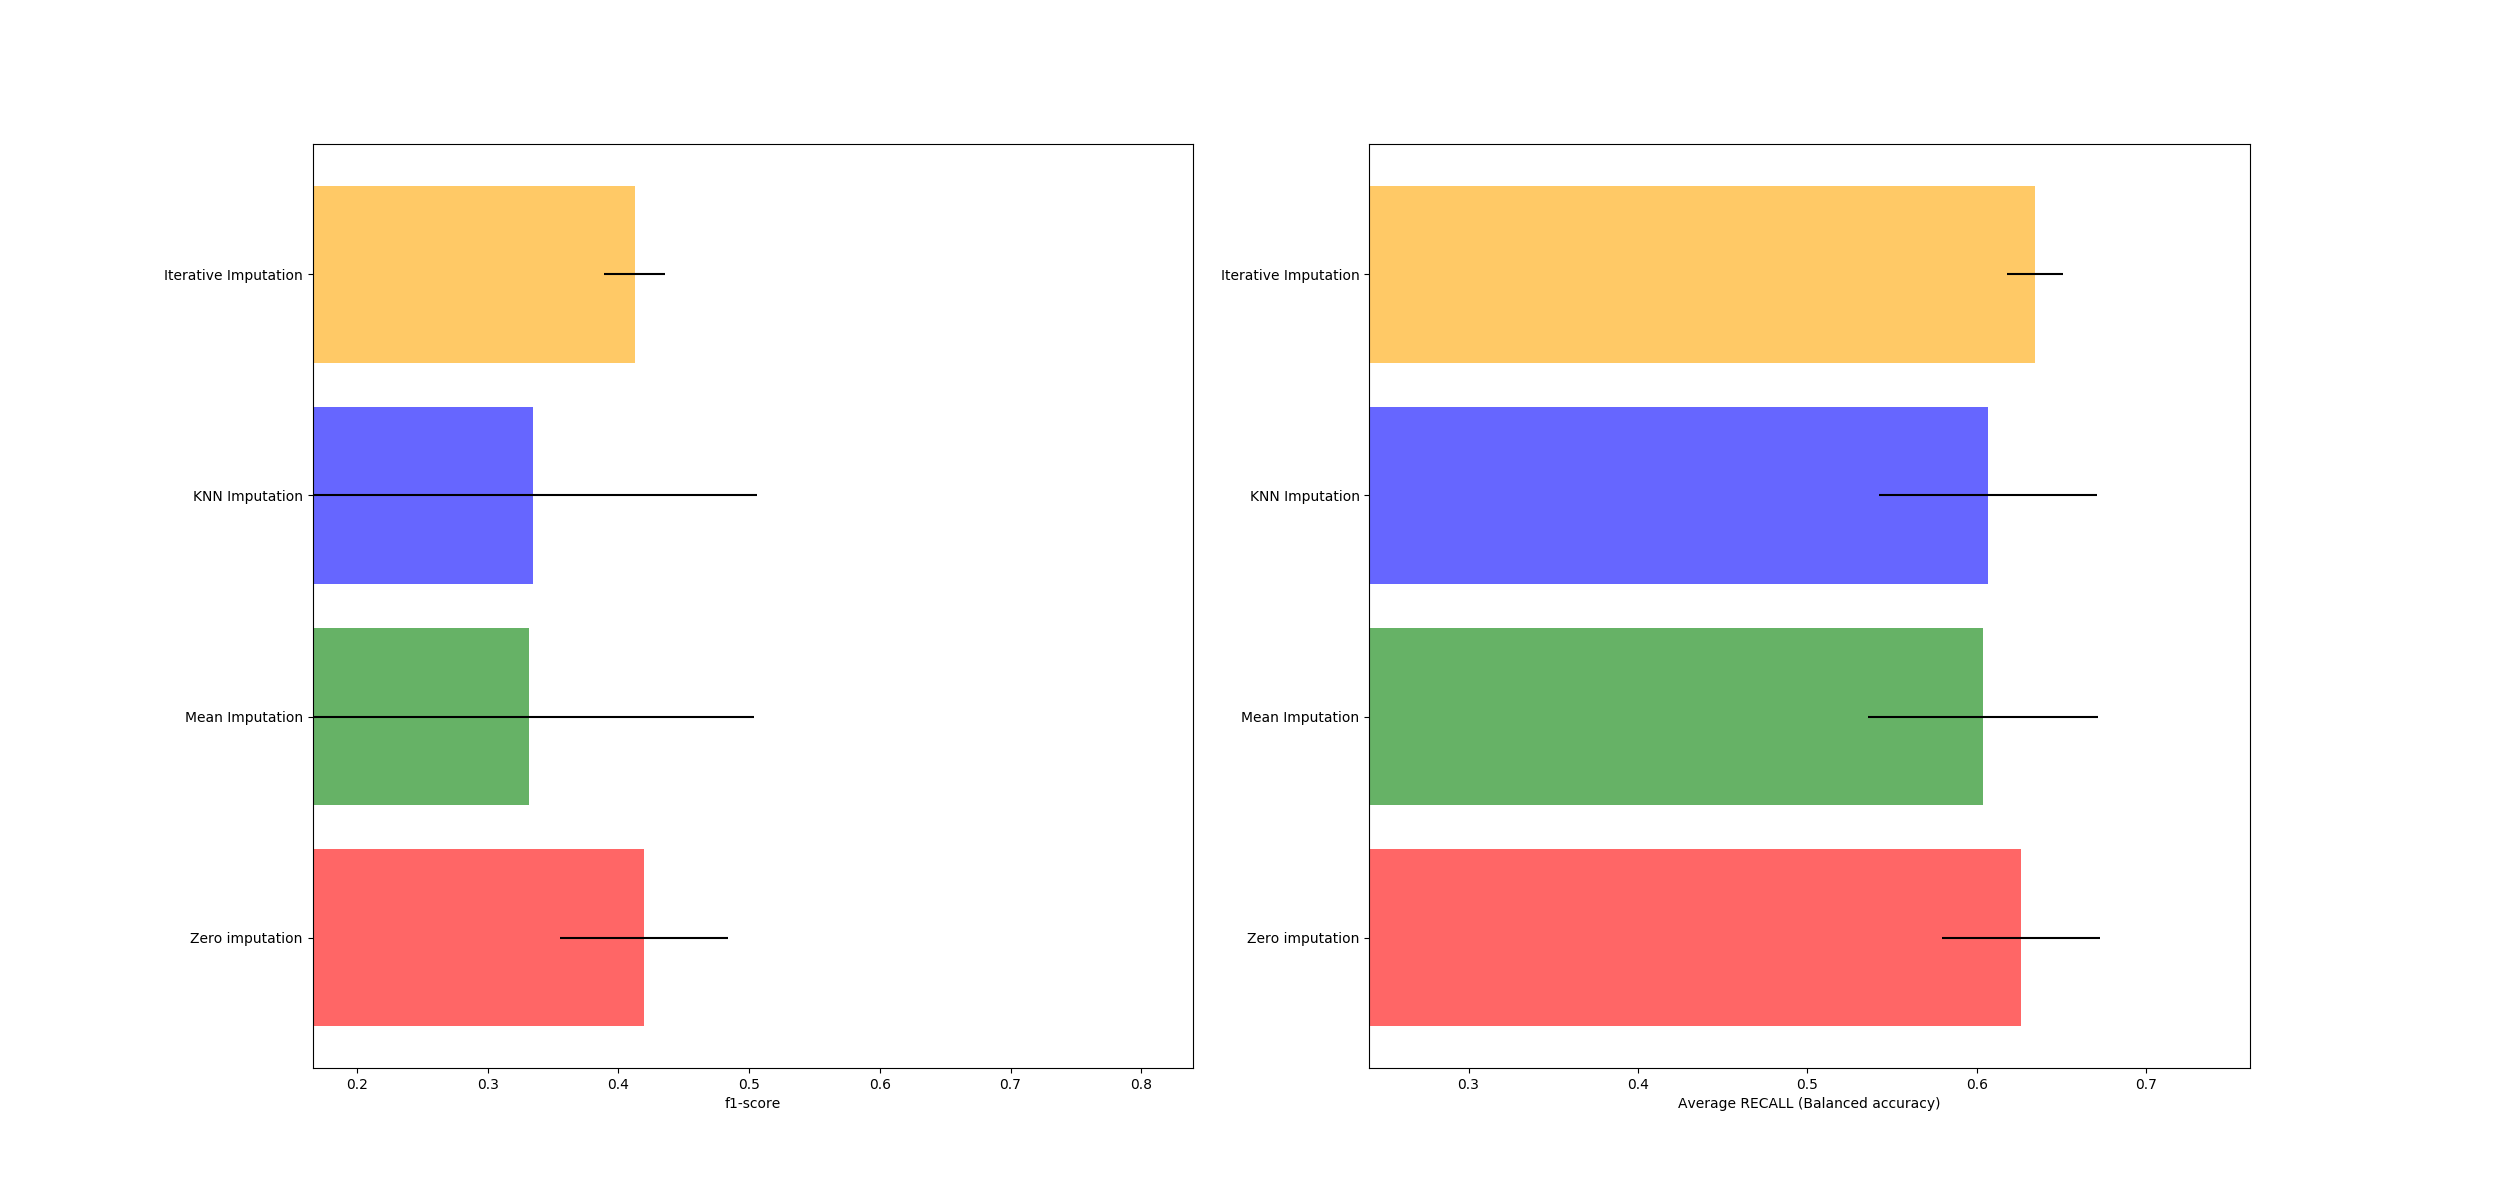 Iterative Imputation
KNN Imputation
Mean Imputation
Zero imputation
0.2 0.3 0.4 0.5 0.6 0.7 0.8
f1-score
Iterative Imputation
KNN Imputation
Mean Imputation
Zero imputation
0.3 0.4 0.5 0.6 0.7
Average RECALL (Balanced accuracy)